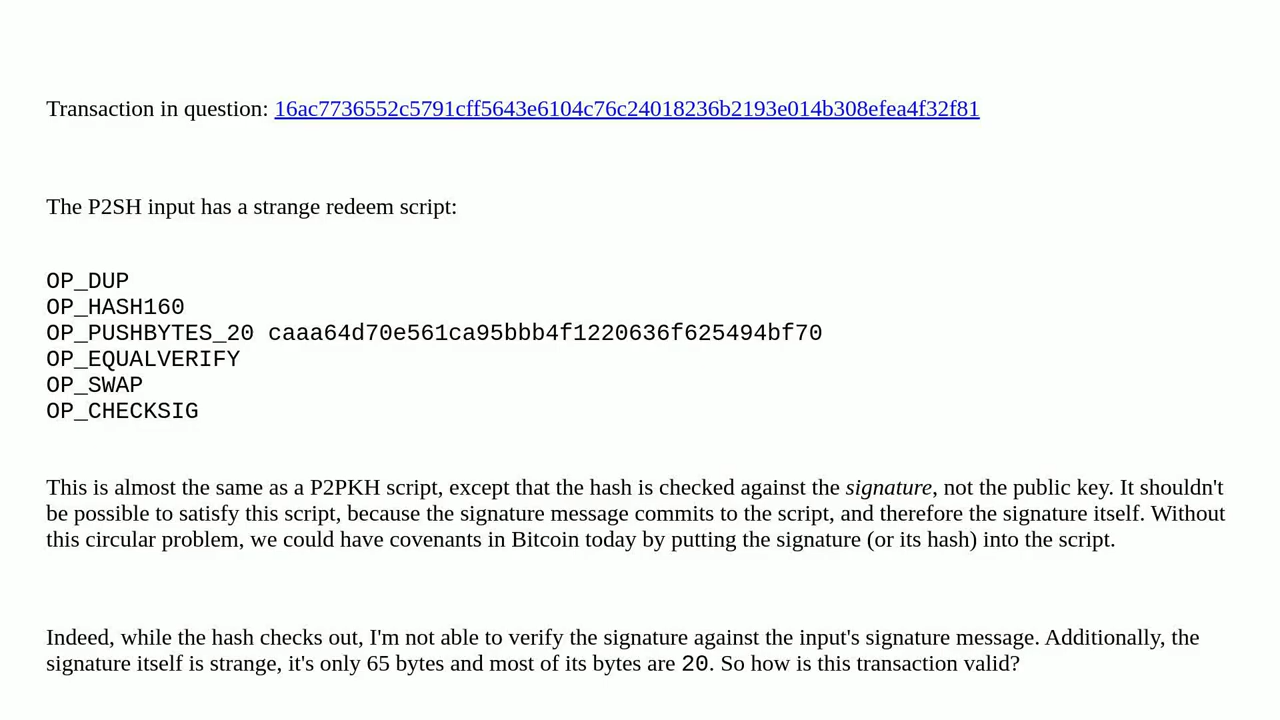 Transaction in question: 16ac7736552c5791cff5643e6104c76c24018236b2193e014b308efea4f32f81
The P2SH input has a strange redeem script:
OP_DUP
OP_HASH160
OP_PUSHBYTES_20 caaa64d70e561ca95bbb4f1220636f625494bf70
OP_EQUALVERIFY
OP_SWAP
OP_CHECKSIG
This is almost the same as a P2PKH script, except that the hash is checked against the signature, not the public key. It shouldn't
be possible to satisfy this script, because the signature message commits to the script, and therefore the signature itself. Without
this circular problem, we could have covenants in Bitcoin today by putting the signature (or its hash) into the script.
Indeed, while the hash checks out, I'm not able to verify the signature against the input's signature message. Additionally, the
signature itself is strange, it's only 65 bytes and most of its bytes are 20. So how is this transaction valid?